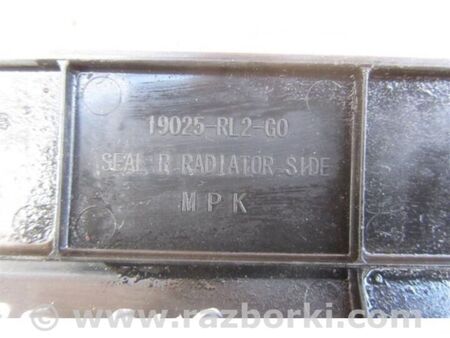 19025-RL2-G0
SEAL R RADIATOR SIDE
MPK
© www.razborki.com